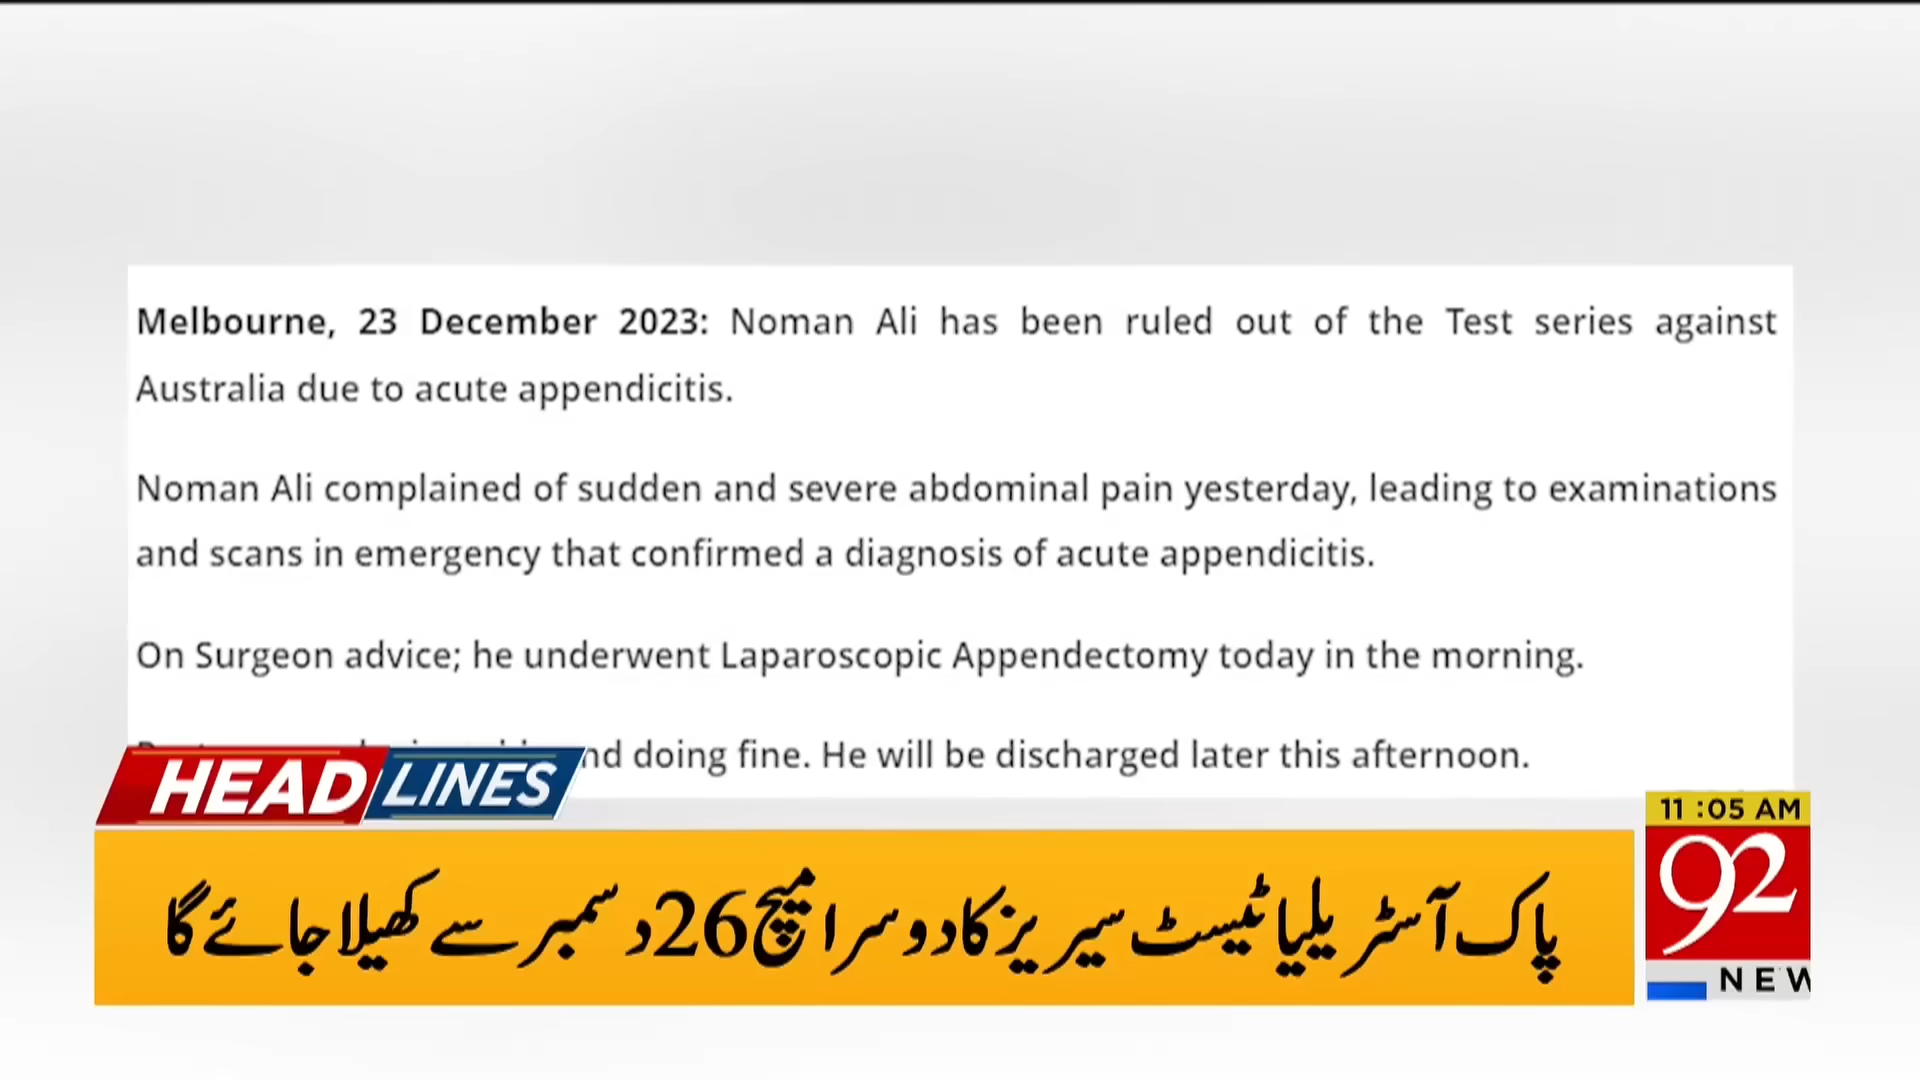 Melbourne, 23 December 2023: Noman Ali has been ruled out of the Test series against
Australia due to acute appendicitis.
Noman Ali complained of sudden and severe abdominal pain yesterday, leading to examinations
and scans in emergency that confirmed a diagnosis of acute appendicitis.
On Surgeon advice; he underwent Laparoscopic Appendectomy today in the morning.
doing fine. He will be discharged later this afternoon.
HEADLINES
11:05 AM
92
NEW
پاک آسٹریلیا ٹیسٹ سیریز کا دوسرا میچ 26 دسمبر سے کھیلا جائے گا